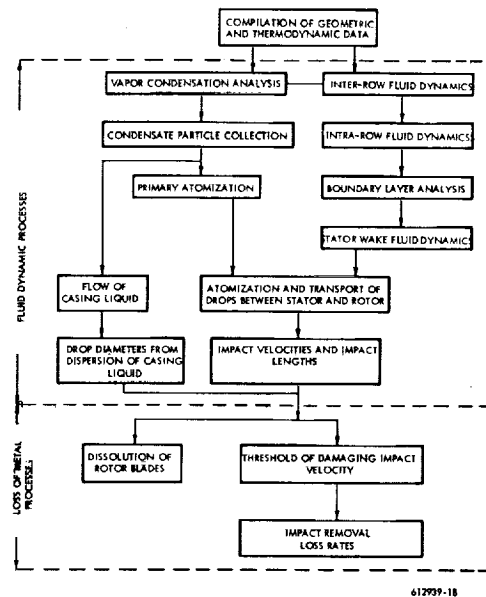 COMPILATION OF GEOMETRIC
AND THERMODYNAMIC DATA
VAPOR CONDENSATION ANALYSIS
INTER-ROW FLUID DYNAMICS
CONDENSATE PARTICLE COLLECTION
INTRA-ROW FLUID DYNAMICS
PRIMARY ATOMIZATION
BOUNDARY LAYER ANALYSIS
STATOR WAKE FLUID DYNAMICS
FLUID DYNAMIC PROCESSES
FLOW OF
CASING LIQUID
ATOMIZATION AND TRANSPORT OF
DROPS BETWEEN STATOR AND ROTOR
DROP DIAMETERS FROM
DISPERSION OF CASING
LIQUID
IMPACT VELOCITIES AND IMPACT
LENGTHS
LOSS OF METAL
PROCESSES
DISSOLUTION OF
ROTOR BLADES
THRESHOLD OF DAMAGING IMPACT
VELOCITY
IMPACT REMOVAL
LOSS RATES
612939-1B